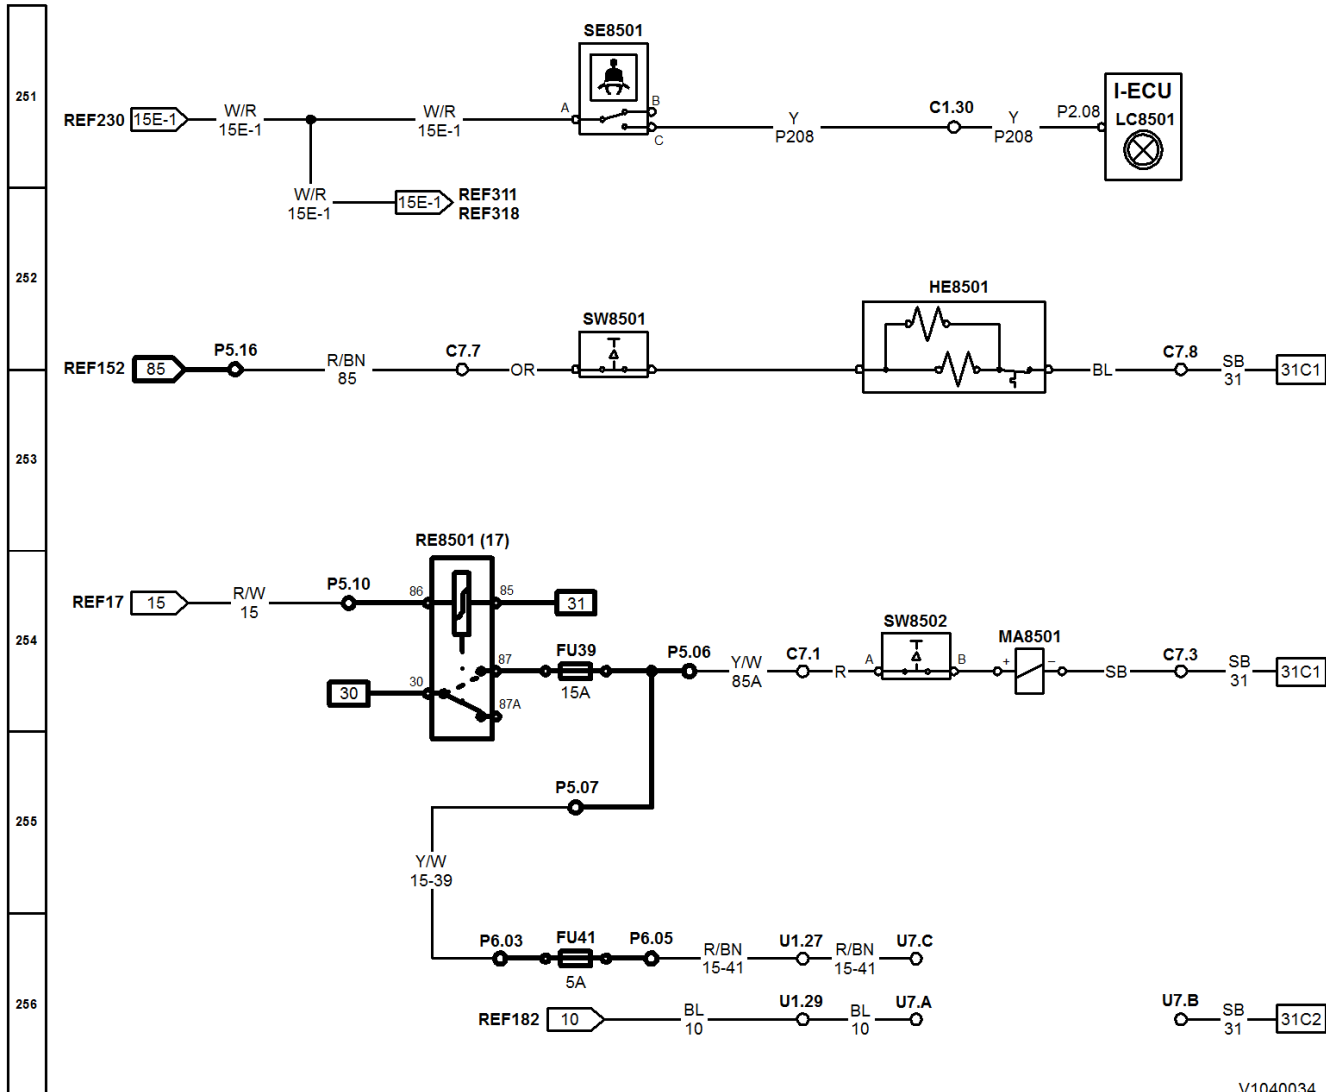 251
SE8501
REF230 15E-1
W/R
15E-1
W/R
15E-1
A
B
C
Y
P208
C1.30
Y
P208
P2.08
I-ECU
LC8501
W/R
15E-1
15E-1
REF311
REF318
252
REF152 85
P5.16
R/BN
85
C7.7
OR
SW8501
HE8501
BL
C7.8
SB
31
31C1
253
RE8501 (17)
REF17 15
R/W
15
P5.10
86
85
31
254
30
30
87
87A
FU39
15A
P5.06
Y/W
85A
C7.1
R
A
SW8502
B
MA8501
+
-
SB
C7.3
SB
31
31C1
P5.07
255
Y/W
15-39
P6.03
FU41
5A
P6.05
R/BN
15-41
U1.27
R/BN
15-41
U7.C
256
REF182 10
BL
10
U1.29
BL
10
U7.A
U7.B
SB
31
31C2
V1040034